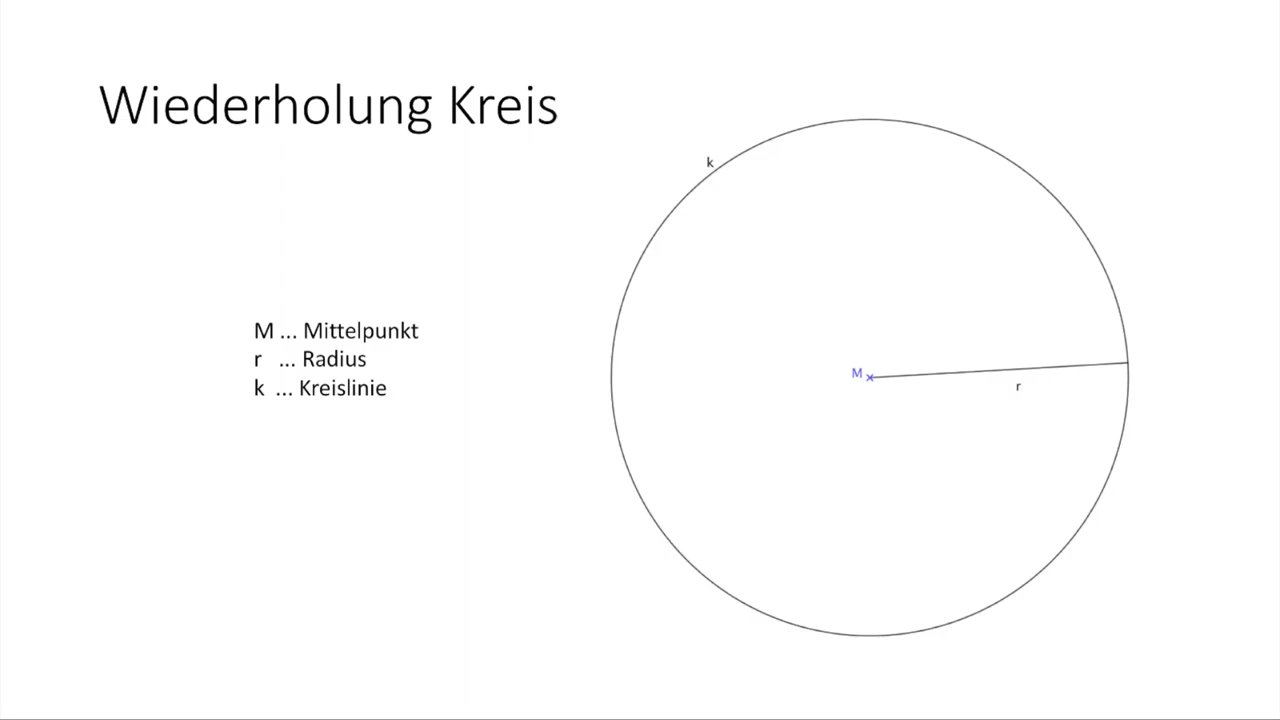 Wiederholung Kreis
k
M ... Mittelpunkt
r ... Radius
k ... Kreislinie
M
r